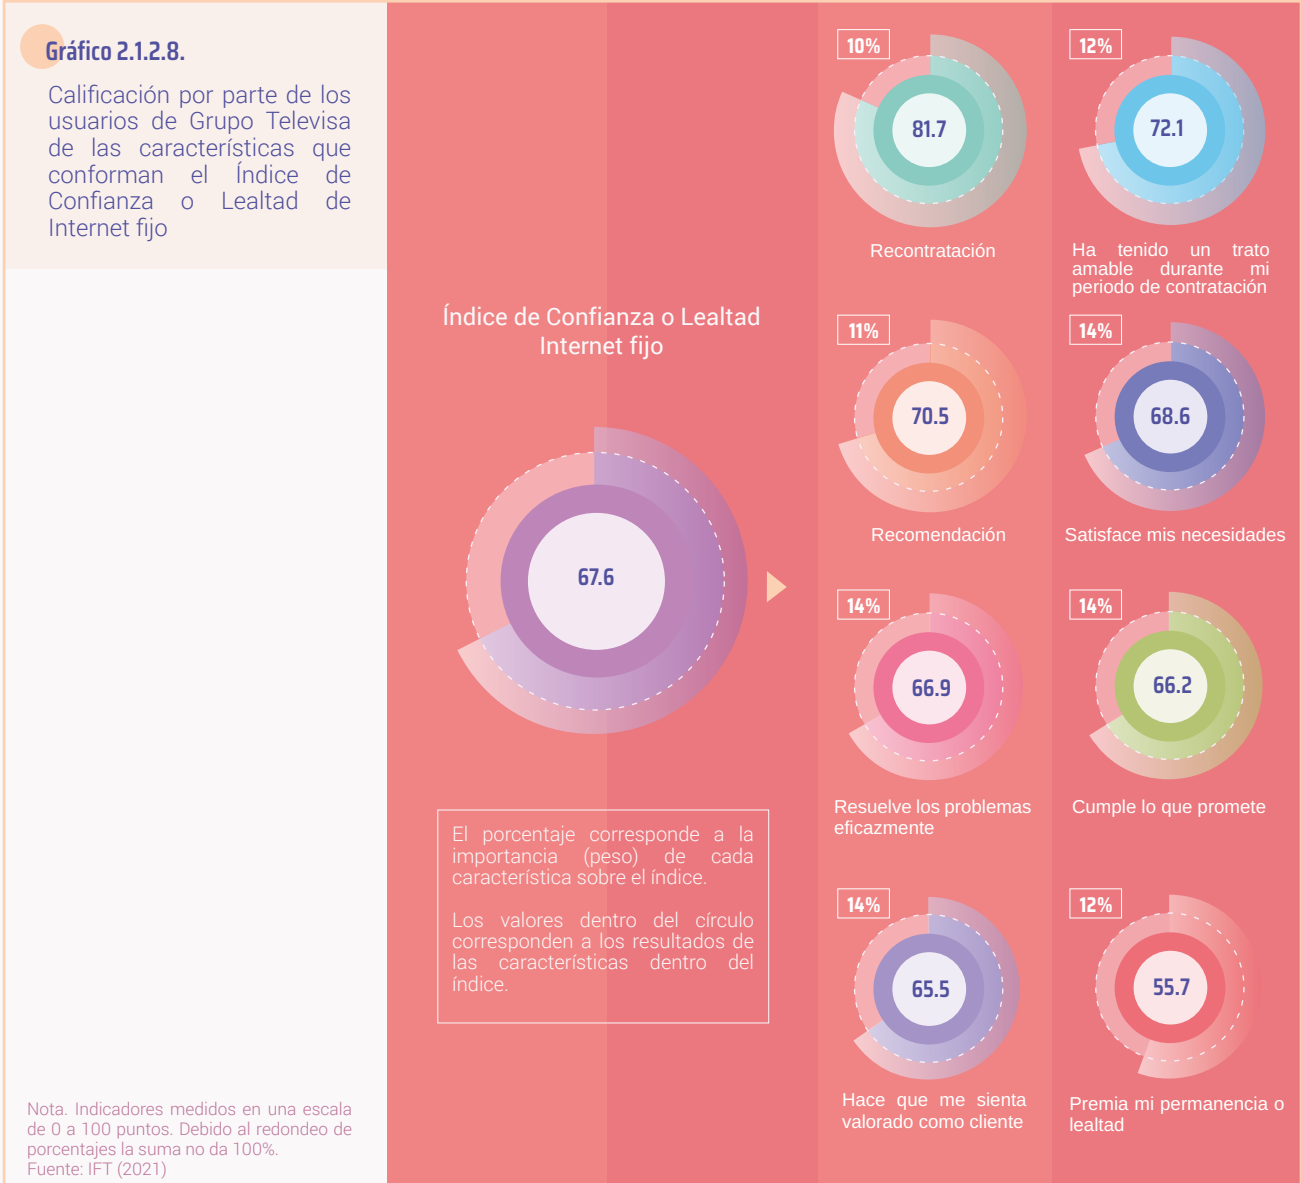 Gráfico 2.1.2.8.
Calificación por parte de los
usuarios de Grupo Televisa
de las características que
conforman el Índice de
Confianza o Lealtad de
Internet fijo
Índice de Confianza o Lealtad
Internet fijo
67.6
El porcentaje corresponde a la
importancia (peso) de cada
característica sobre el índice.
Los valores dentro del círculo
corresponden a los resultados de
las características dentro del
índice.
10%
81.7
Recontratación
12%
72.1
Ha tenido un trato
amable durante mi
periodo de contratación
11%
70.5
Recomendación
14%
68.6
Satisface mis necesidades
14%
66.9
Resuelve los problemas
eficazmente
14%
66.2
Cumple lo que promete
14%
65.5
Hace que me sienta
valorado como cliente
12%
55.7
Premia mi permanencia o
lealtad
Nota. Indicadores medidos en una escala
de 0 a 100 puntos. Debido al redondeo de
porcentajes la suma no da 100%.
Fuente: IFT (2021)